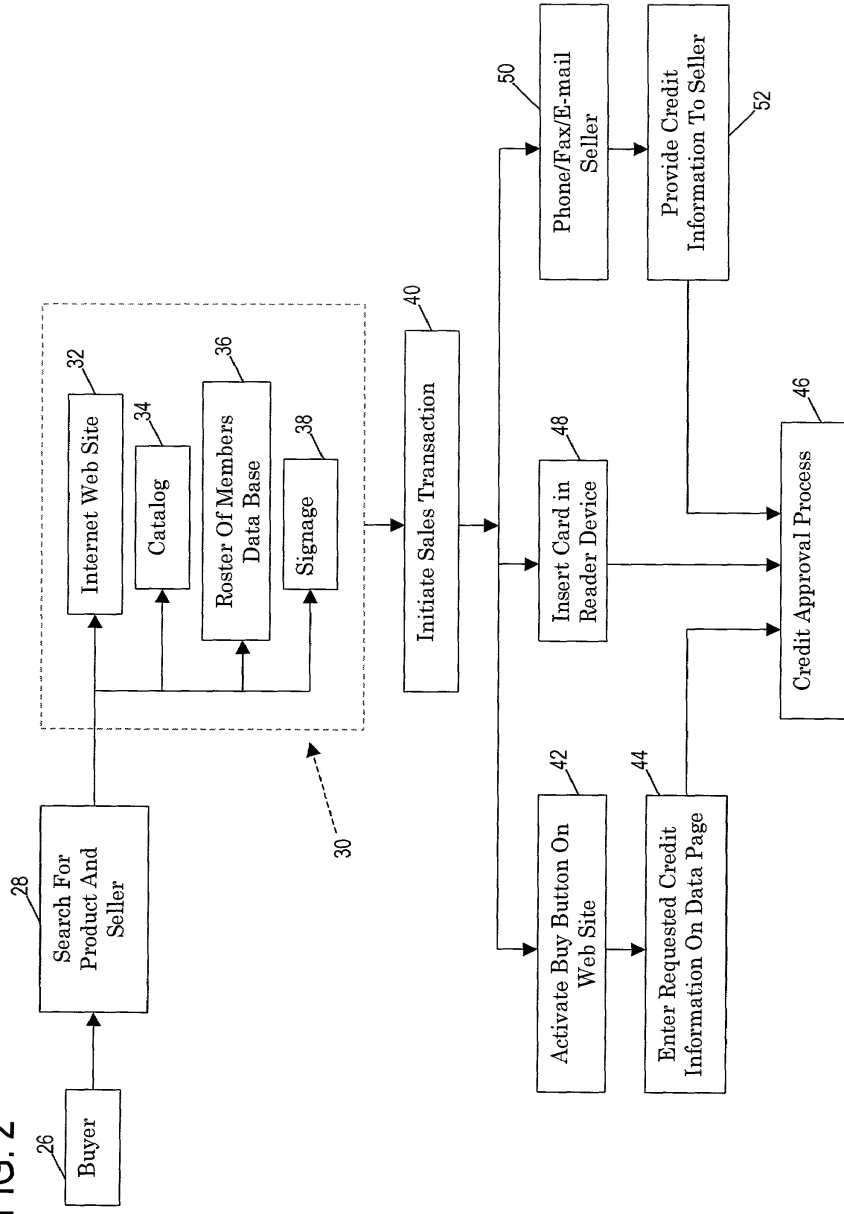 FIG. 2
26
Buyer
28
Search For
Product And
Seller
30
32
Internet Web Site
34
Catalog
36
Roster Of Members
Data Base
38
Signage
40
Initiate Sales Transaction
42
Activate Buy Button On
Web Site
44
Enter Requested Credit
Information On Data Page
48
Insert Card in
Reader Device
50
Phone/Fax/E-mail
Seller
Provide Credit
Information To Seller
52
46
Credit Approval Process